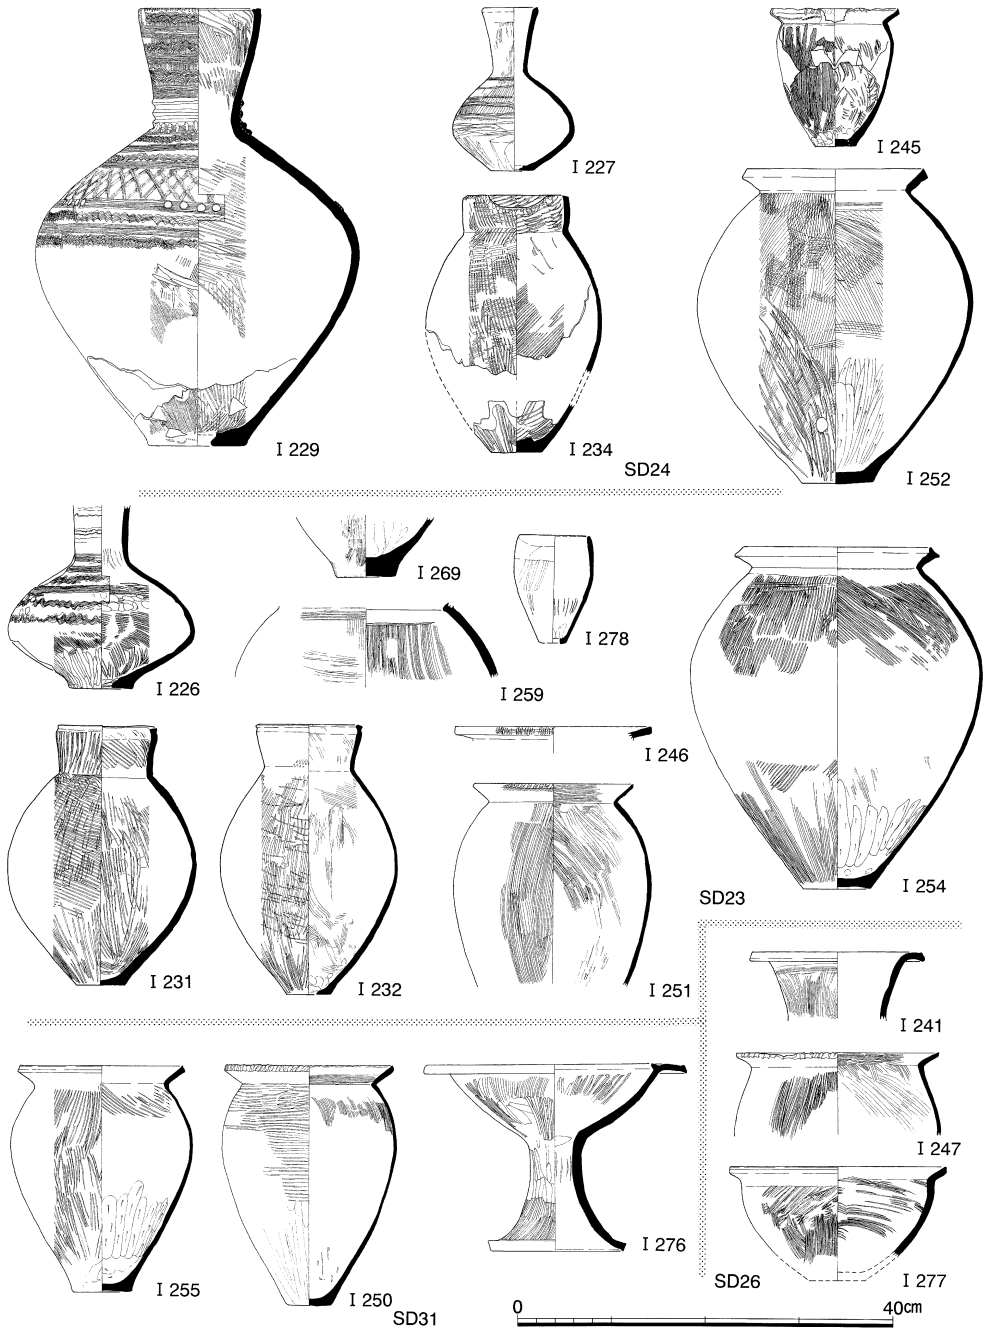 I 229
I 227
I 245
I 234
SD24
I 252
I 226
I 269
I 278
I 259
I 246
I 231
I 232
I 251
I 254
SD23
I 241
I 247
I 255
I 250
SD31
I 276
SD26
I 277
0 40cm